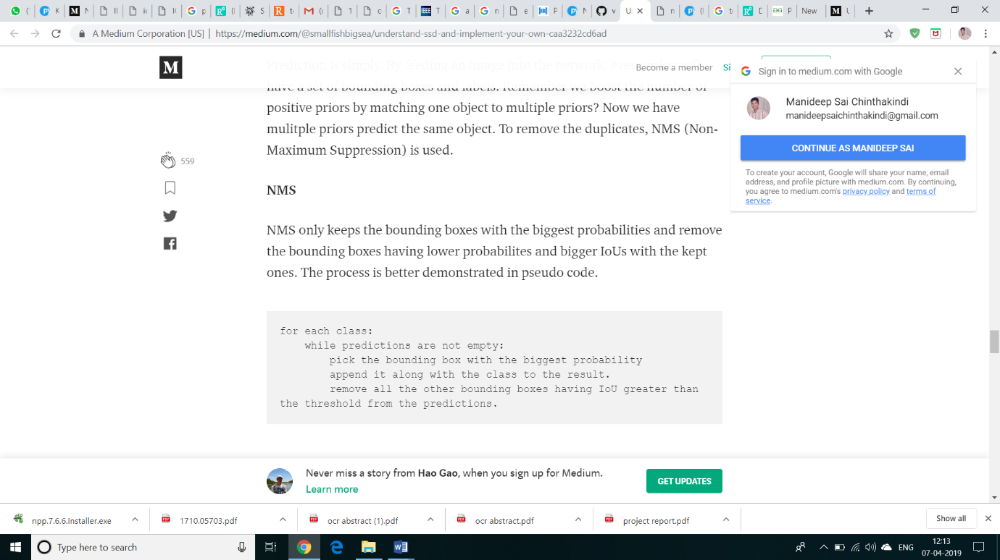 A Medium Corporation [US] | https://medium.com/@smallfishbigsea/understand-ssd-and-implement-your-own-caa3232cd6ad
New
M
Prediction is simply. By feeding an image into the network,
Become a member
Sign in to medium.com with Google
have a set of bounding boxes and labels. Remember we boost the number of
positive priors by matching one object to multiple priors? Now we have
mulitple priors predict the same object. To remove the duplicates, NMS (Non-
Maximum Suppression) is used.
Manideep Sai Chinthakindi
manideepsaichinthakindi@gmail.com
CONTINUE AS MANIDEEP SAI
To create your account, Google will share your name, email
address, and profile picture with medium.com. By continuing,
you agree to medium.com's privacy policy and terms of
service.
559
NMS
NMS only keeps the bounding boxes with the biggest probabilities and remove
the bounding boxes having lower probabilites and bigger IoUs with the kept
ones. The process is better demonstrated in pseudo code.
for each class:
while predictions are not empty:
pick the bounding box with the biggest probability
append it along with the class to the result.
remove all the other bounding boxes having IoU greater than
the threshold from the predictions.
Never miss a story from Hao Gao, when you sign up for Medium.
Learn more
GET UPDATES
npp.7.6.6.Installer.exe
1710.05703.pdf
ocr abstract (1).pdf
ocr abstract.pdf
project report.pdf
Show all
Type here to search
ENG
12:13
07-04-2019